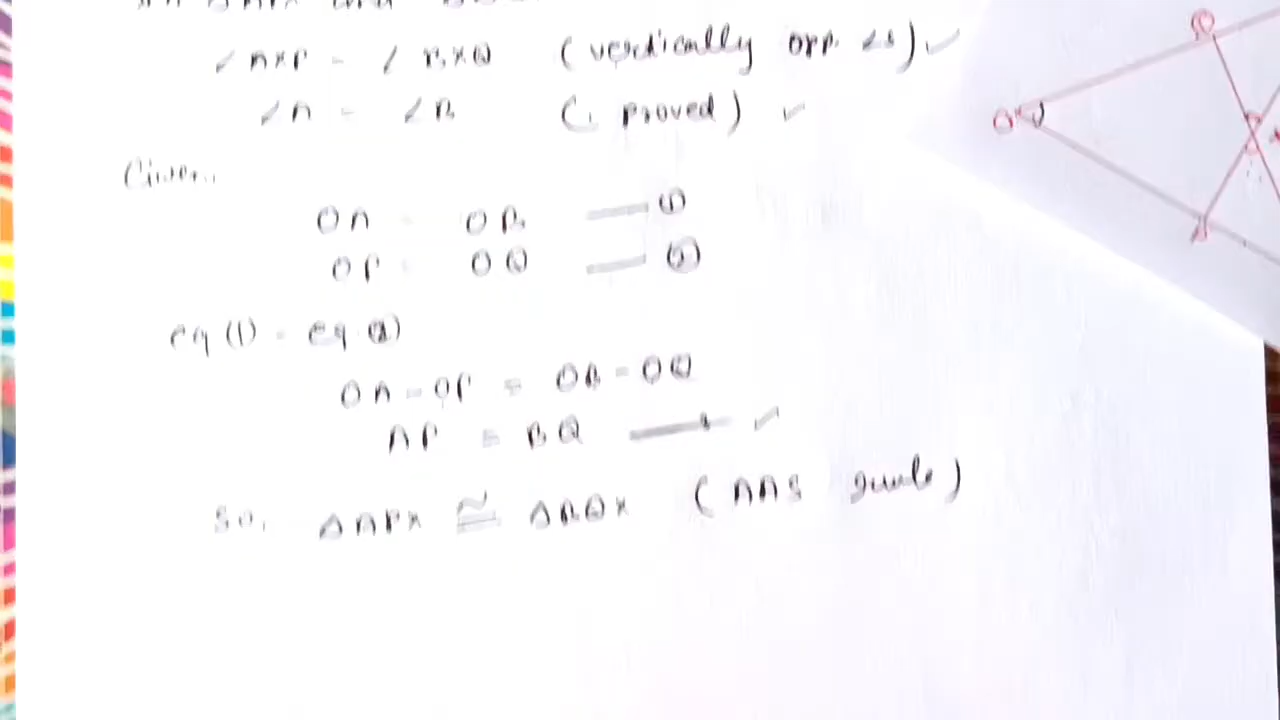 ∠AXP = ∠BXQ (vertically opp ∠s) ✓
∠A = ∠B (proved) ✓
Given,
OA = OB — ①
OP = OQ — ②
eq (1) - eq (2)
OA - OP = OB - OQ
AP = BQ ✓
So, ΔAPX ≅ ΔBQX (AAS rule)
Q
O
X